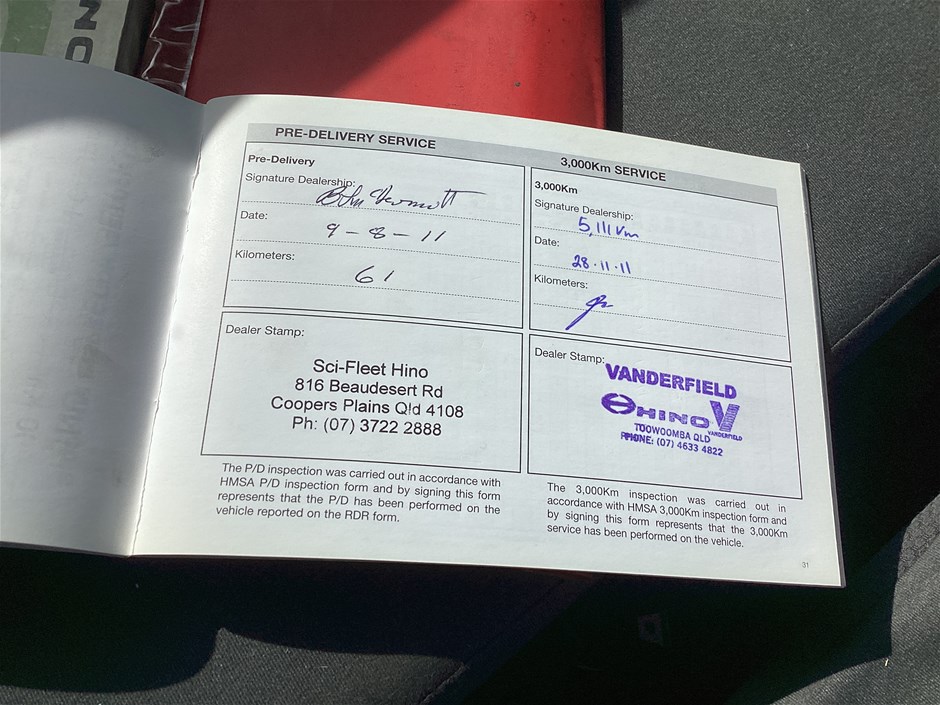 ON
PRE-DELIVERY SERVICE
Pre-Delivery
Signature Dealership:
Date:
9-8-11
Kilometers:
61
Dealer Stamp:
Sci-Fleet Hino
816 Beaudesert Rd
Coopers Plains Qld 4108
Ph: (07) 3722 2888
The P/D inspection was carried out in accordance with
HMSA P/D inspection form and by signing this form
represents that the P/D has been performed on the
vehicle reported on the RDR form.
3,000Km SERVICE
3,000Km
Signature Dealership:
5,111 Km
Date:
28.11.11
Kilometers:
Dealer Stamp:
VANDERFIELD
HINO V
VANDERFIELD
TOOWOOMBA QLD
PHONE: (07) 4633 4822
The 3,000Km inspection was carried out in
accordance with HMSA 3,000Km inspection form and
by signing this form represents that the 3,000Km
service has been performed on the vehicle.
31